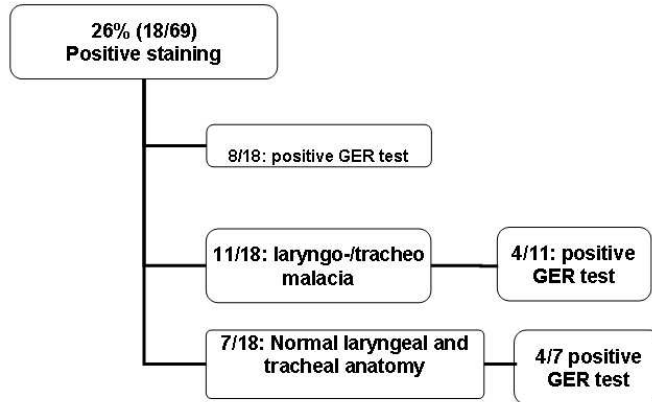 26% (18/69)
Positive staining
8/18: positive GER test
11/18: laryngo-/tracheo
malacia
4/11: positive
GER test
7/18: Normal laryngeal and
tracheal anatomy
4/7 positive
GER test